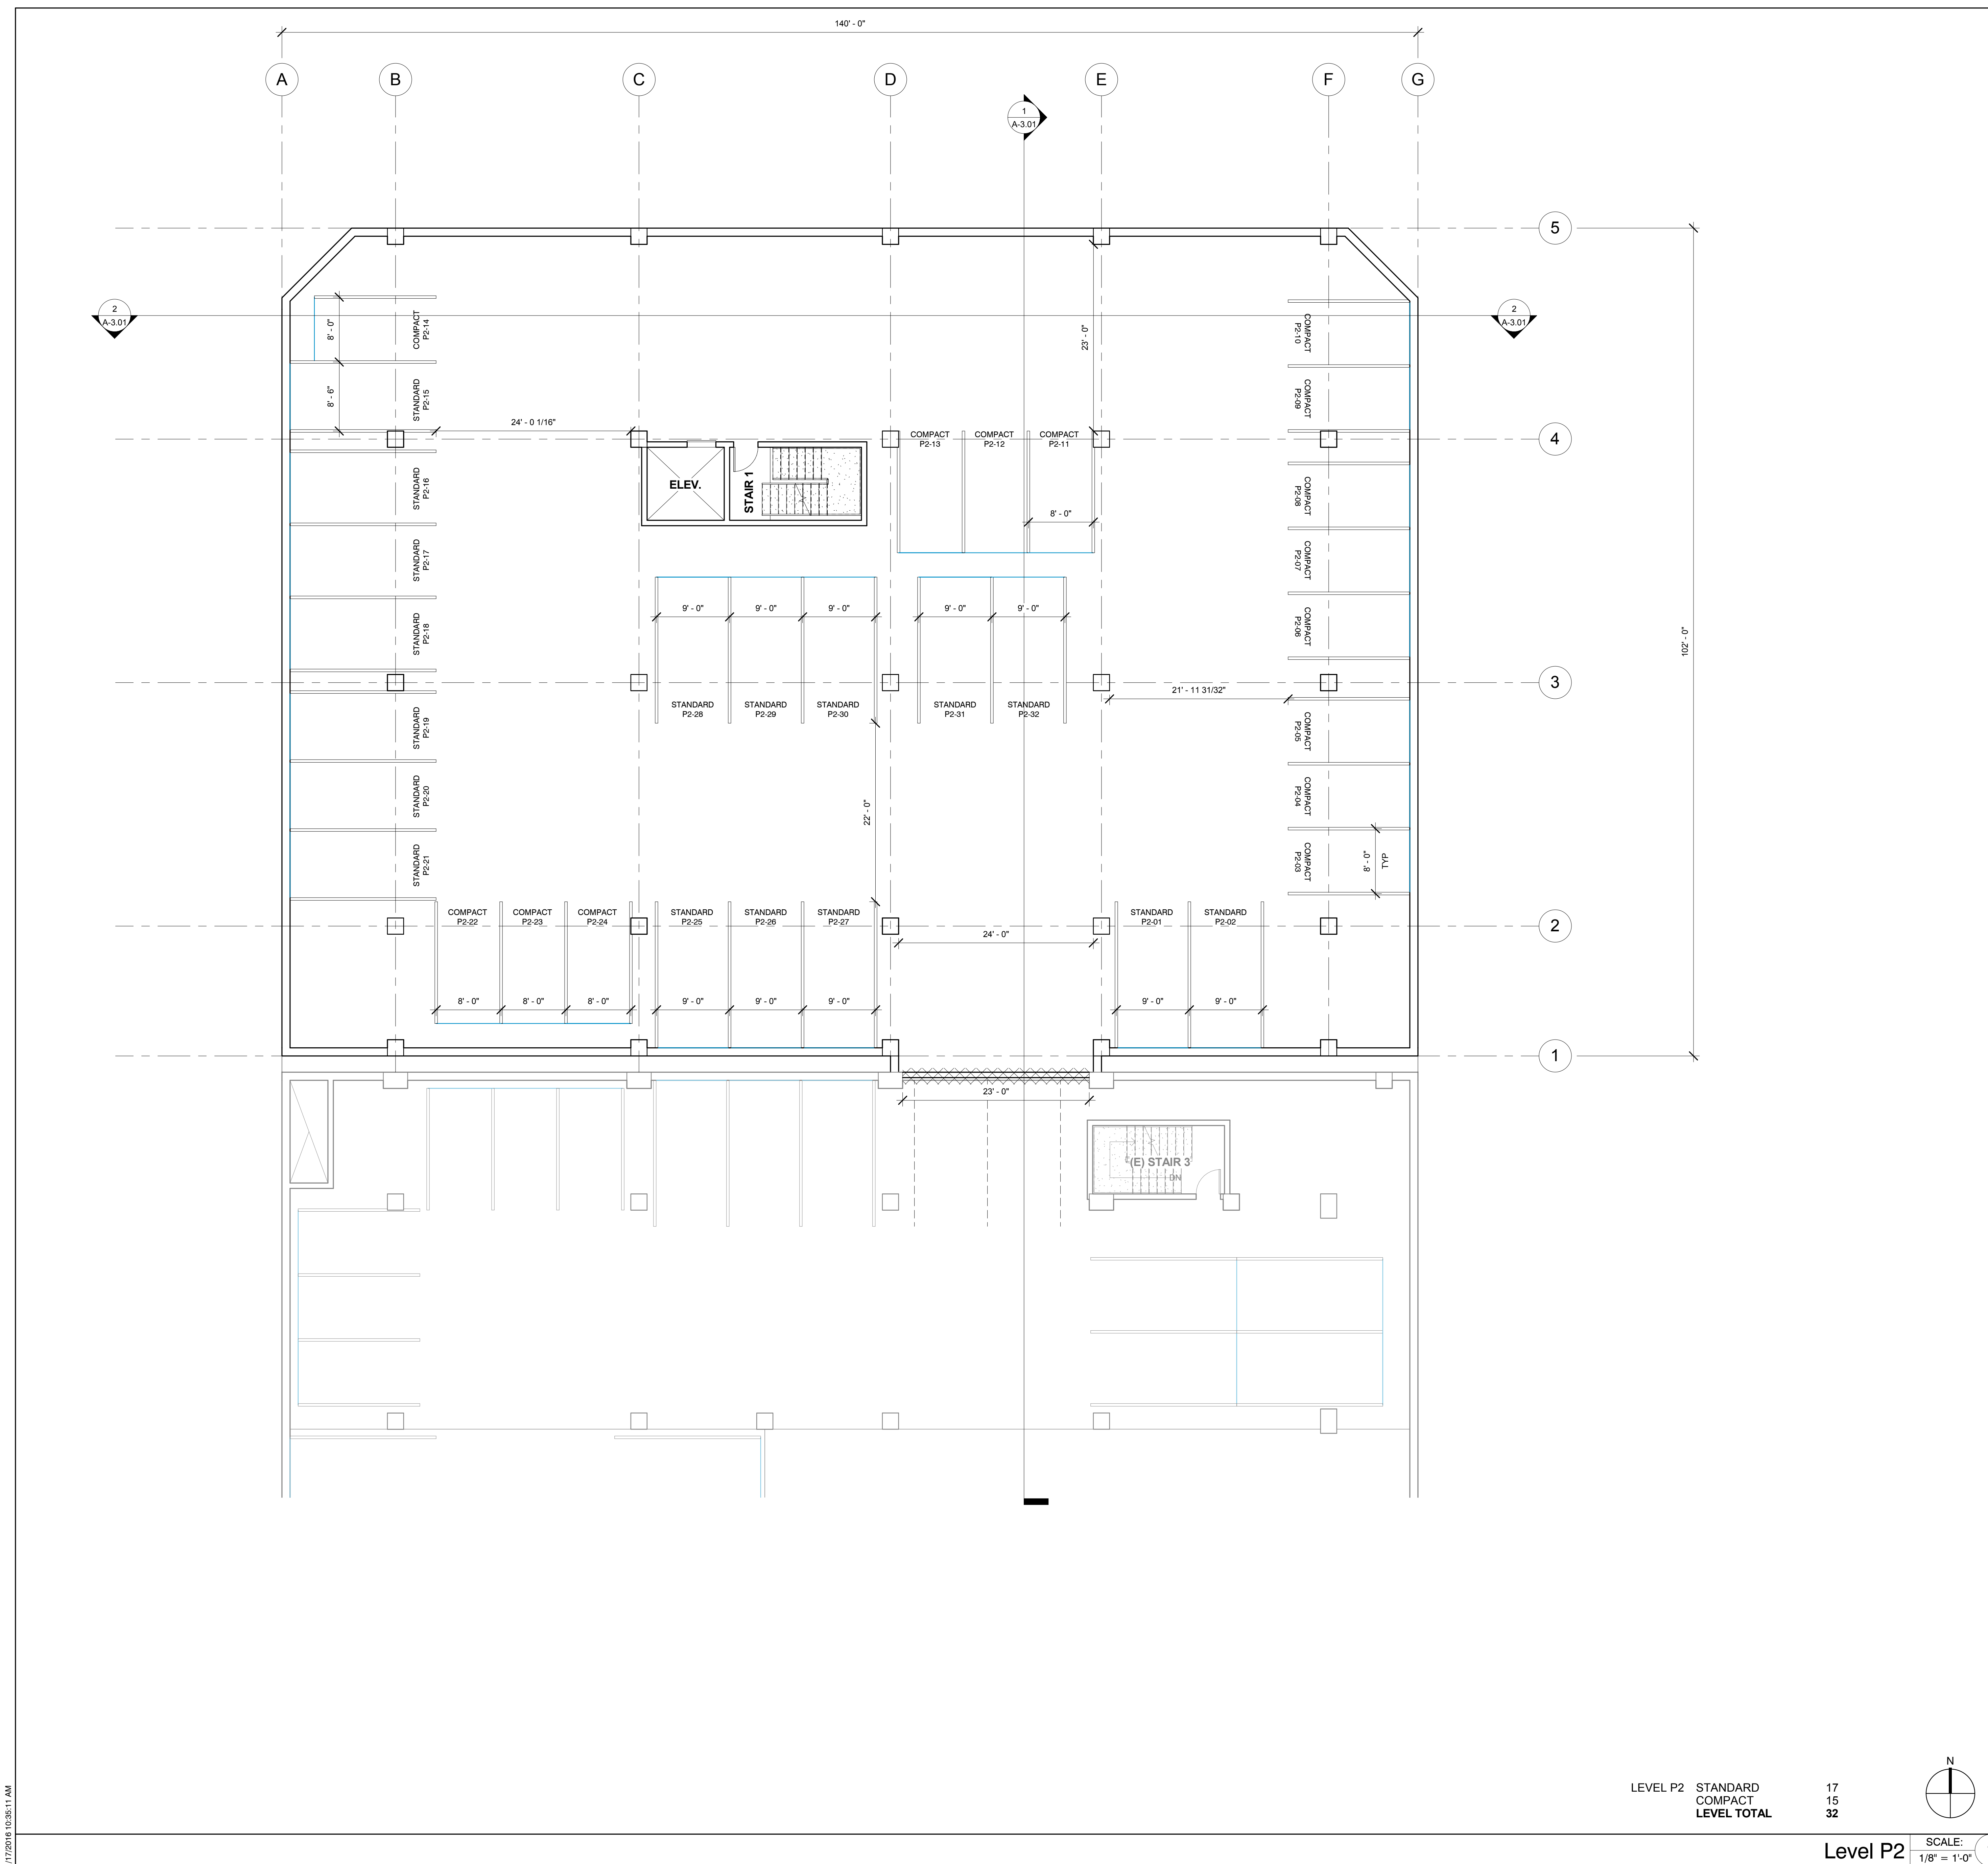 140' - 0"
A B C D E F G
1
A-3.01
5
2
A-3.01
2
A-3.01
8' - 0"
COMPACT
P2-14
23' - 0"
COMPACT
P2-10
8' - 6"
STANDARD
P2-15
COMPACT
P2-09
24' - 0 1/16"
4
COMPACT
P2-13
COMPACT
P2-12
COMPACT
P2-11
ELEV.
STAIR 1
STANDARD
P2-16
COMPACT
P2-08
8' - 0"
STANDARD
P2-17
COMPACT
P2-07
9' - 0" 9' - 0" 9' - 0" 9' - 0" 9' - 0"
STANDARD
P2-18
COMPACT
P2-06
102' - 0"
3
21' - 11 31/32"
STANDARD
P2-28
STANDARD
P2-29
STANDARD
P2-30
STANDARD
P2-31
STANDARD
P2-32
STANDARD
P2-19
COMPACT
P2-05
STANDARD
P2-20
22' - 0"
COMPACT
P2-04
STANDARD
P2-21
COMPACT
P2-03
8' - 0"
TYP
COMPACT
P2-22
COMPACT
P2-23
COMPACT
P2-24
STANDARD
P2-25
STANDARD
P2-26
STANDARD
P2-27
STANDARD
P2-01
STANDARD
P2-02
2
24' - 0"
8' - 0" 8' - 0" 8' - 0" 9' - 0" 9' - 0" 9' - 0" 9' - 0" 9' - 0"
1
23' - 0"
(E) STAIR 3
DN
N
LEVEL P2 STANDARD 17
COMPACT 15
LEVEL TOTAL 32
Level P2
SCALE:
1/8" = 1'-0"
/17/2016 10:35:11 AM